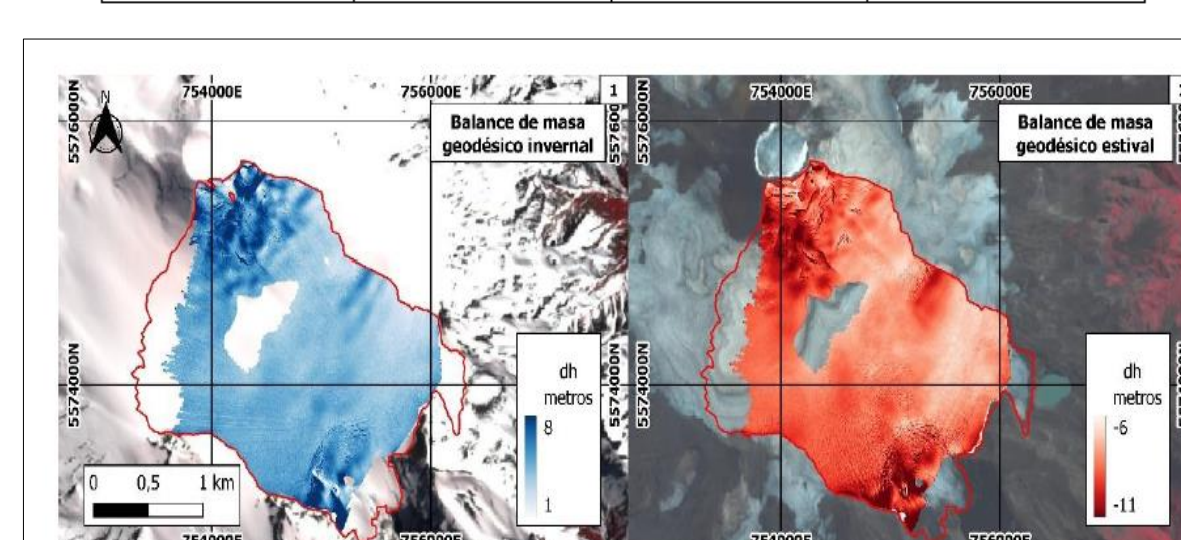 754000E
756000E
1
N
5576000N
Balance de masa
geodésico invernal
5574000N
dh
metros
8
1
0 0,5 1 km
754000E
756000E
5576000N
Balance de masa
geodésico estival
5574000N
dh
metros
-6
-11